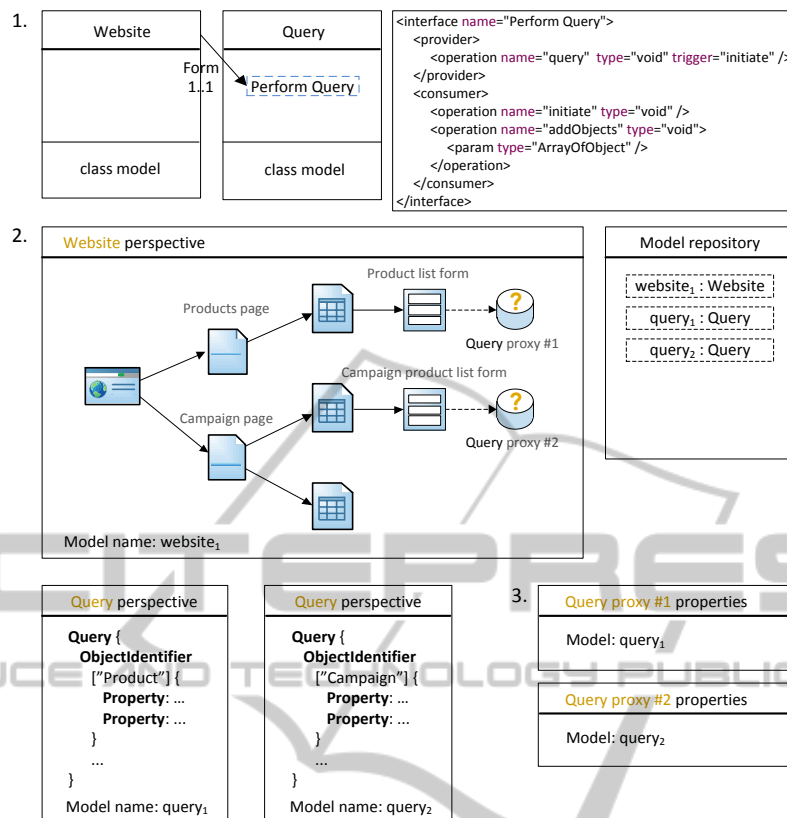 1.
Website
Query
Form
1..1
Perform Query
class model
class model
<interface name="Perform Query">
<provider>
<operation name="query" type="void" trigger="initiate" />
</provider>
<consumer>
<operation name="initiate" type="void" />
<operation name="addObjects" type="void">
<param type="ArrayOfObject" />
</operation>
</consumer>
</interface>
2.
Website perspective
Product list form
Products page
?
Query proxy #1
Campaign product list form
Campaign page
?
Query proxy #2
Model name: website₁
Model repository
website₁ : Website
query₁ : Query
query₂ : Query
Query perspective
Query {
ObjectIdentifier
["Product"] {
Property: ...
Property: ...
}
...
}
Model name: query₁
Query perspective
Query {
ObjectIdentifier
["Campaign"] {
Property: ...
Property: ...
}
...
}
Model name: query₂
3.
Query proxy #1 properties
Model: query₁
Query proxy #2 properties
Model: query₂
CITEPRES
CE AND TECHNOLOGY PUBLIC